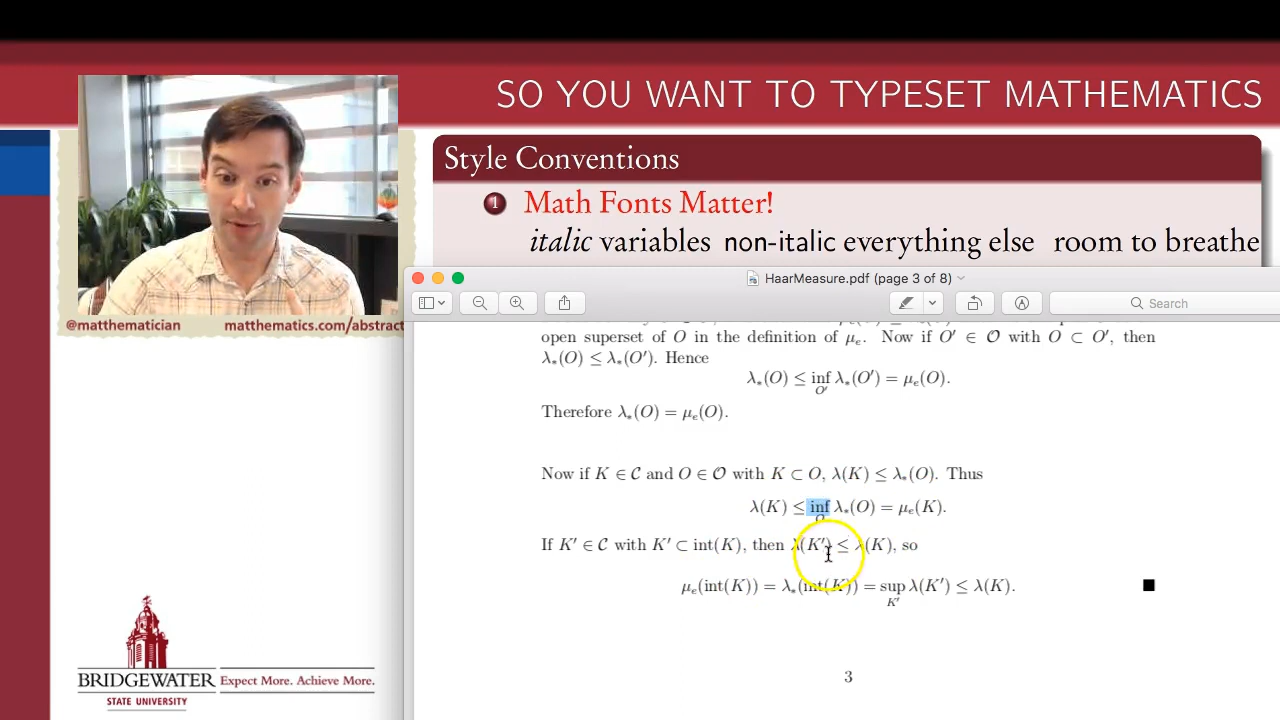 SO YOU WANT TO TYPESET MATHEMATICS
Style Conventions
1 Math Fonts Matter!
italic variables non-italic everything else room to breathe
@matthematician matthematics.com/abstract
HaarMeasure.pdf (page 3 of 8)
Search
open superset of O in the definition of μₑ. Now if O′ ∈ 𝒪 with O ⊂ O′, then
λ∗(O) ≤ λ∗(O′). Hence
λ∗(O) ≤ inf λ∗(O′) = μₑ(O).
O′
Therefore λ∗(O) = μₑ(O).
Now if K ∈ 𝒞 and O ∈ 𝒪 with K ⊂ O, λ(K) ≤ λ∗(O). Thus
λ(K) ≤ inf λ∗(O) = μₑ(K).
O
If K′ ∈ 𝒞 with K′ ⊂ int(K), then λ(K′) ≤ λ(K), so
μₑ(int(K)) = λ∗(int(K)) = sup λ(K′) ≤ λ(K). ■
K′
3
BRIDGEWATER
STATE UNIVERSITY
Expect More. Achieve More.